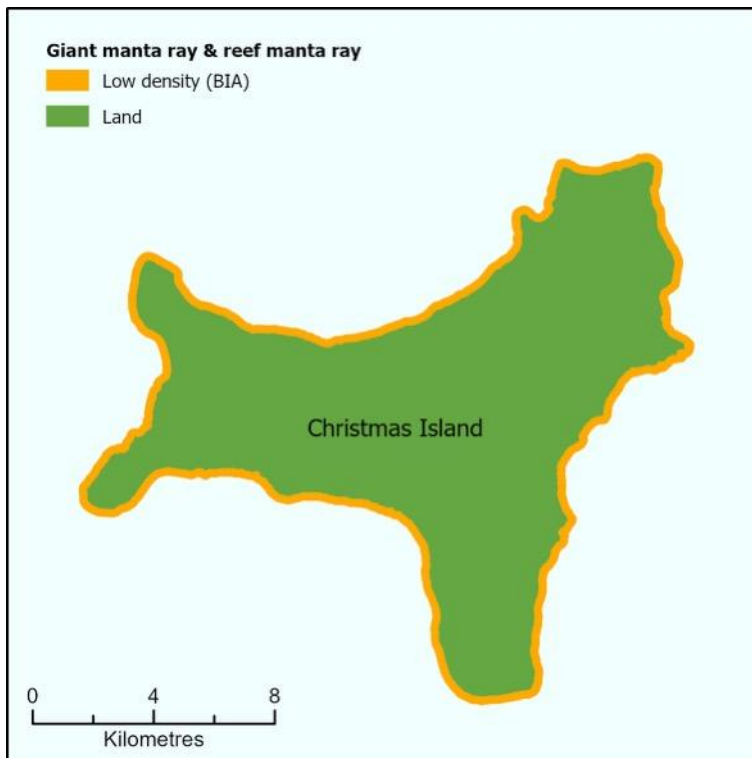 Giant manta ray & reef manta ray
Low density (BIA)
Land
Christmas Island
0 4 8
Kilometres